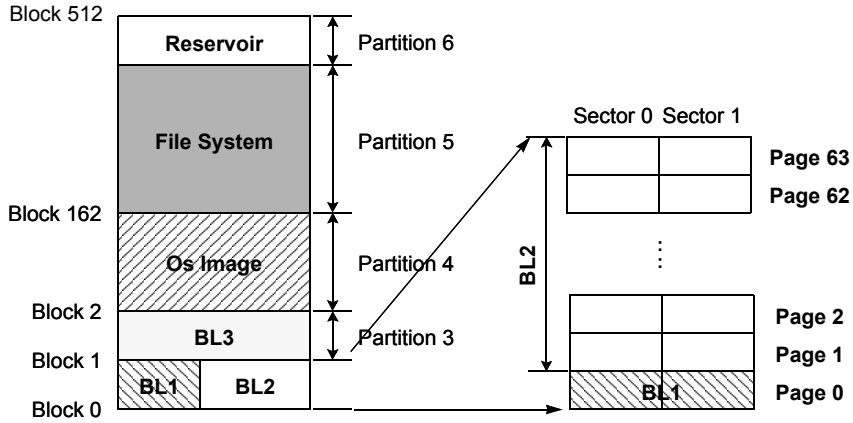 Block 512
Reservoir
Partition 6
File System
Partition 5
Block 162
Os Image
Partition 4
Block 2
BL3
Partition 3
Block 1
BL1
BL2
Block 0
Sector 0 Sector 1
Page 63
Page 62
BL2
Page 2
Page 1
BL1
Page 0